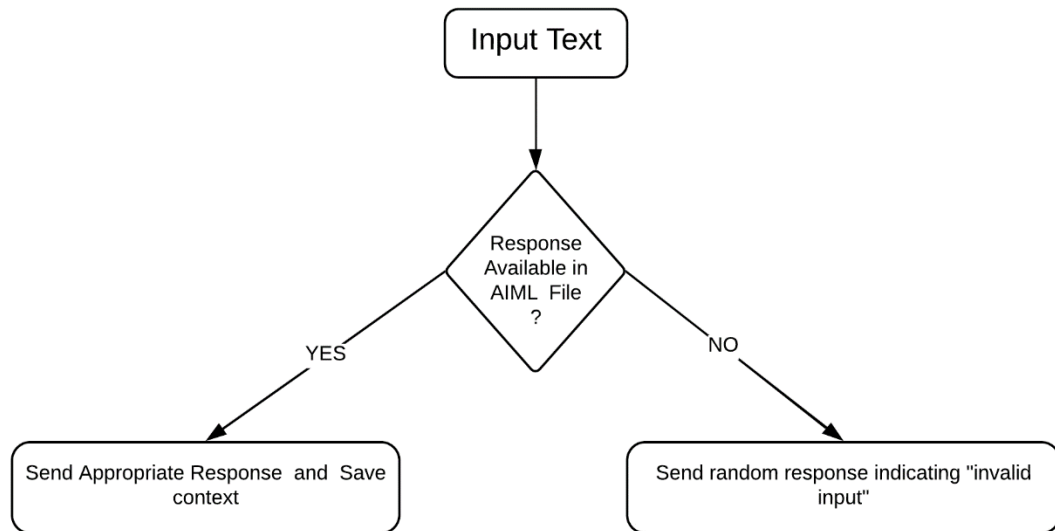 Input Text
Response
Available in
AIML File
?
YES
NO
Send Appropriate Response and Save
context
Send random response indicating "invalid
input"